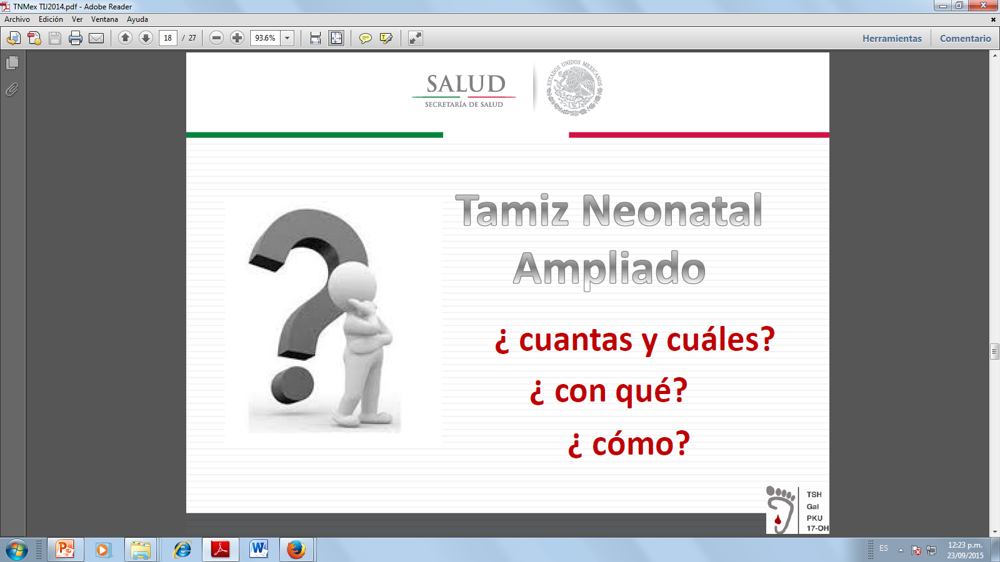 TNMex TIJ2014.pdf - Adobe Reader
Archivo Edición Ver Ventana Ayuda
18 / 27 93.6% Herramientas Comentario
SALUD
SECRETARÍA DE SALUD
ESTADOS UNIDOS MEXICANOS
Tamiz Neonatal
Ampliado
¿ cuantas y cuáles?
¿ con qué?
¿ cómo?
TSH
Gal
PKU
17-OH
ES 12:23 p.m.
23/09/2015